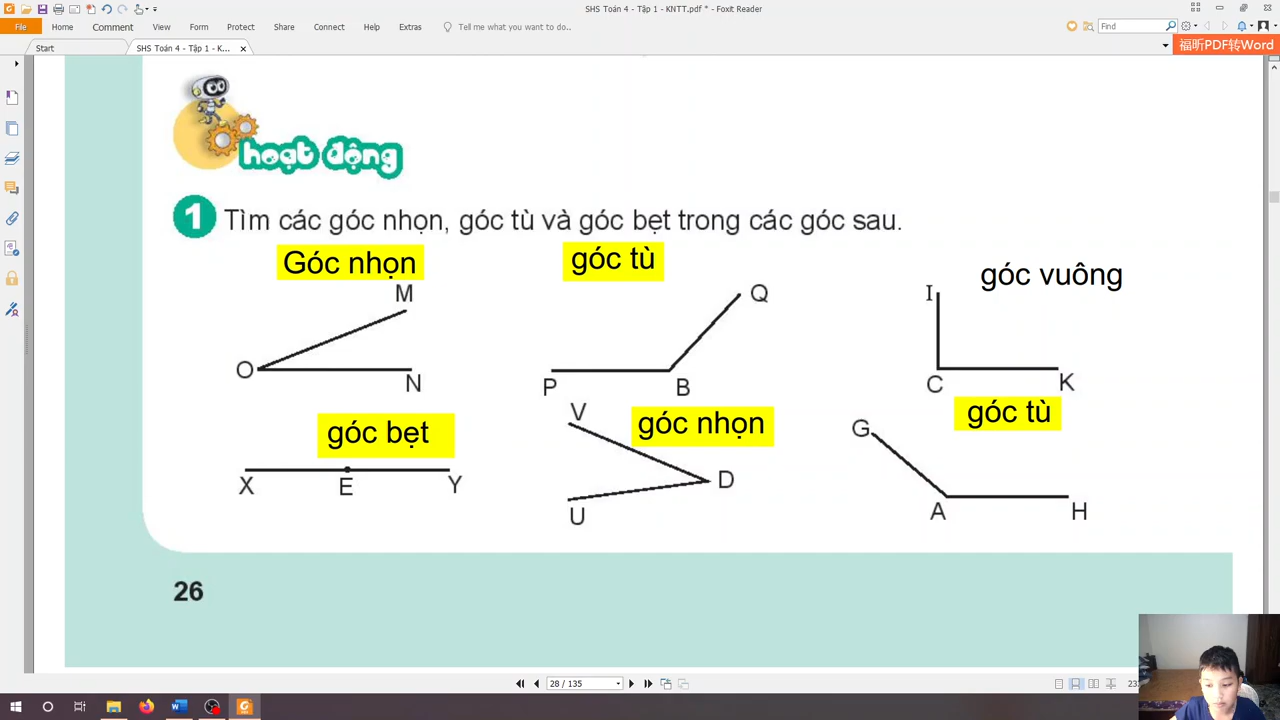 SHS Toán 4 - Tập 1 - KNTT.pdf * - Foxit Reader
File Home Comment View Form Protect Share Connect Help Extras Tell me what you want to do.. Find
Start SHS Toán 4 - Tập 1 - K... 福昕PDF转Word
hoạt động
1 Tìm các góc nhọn, góc tù và góc bẹt trong các góc sau.
Góc nhọn góc tù góc vuông
M Q I
O N P B C K
góc bẹt V góc nhọn G góc tù
X E Y D
U A H
26
28 / 135